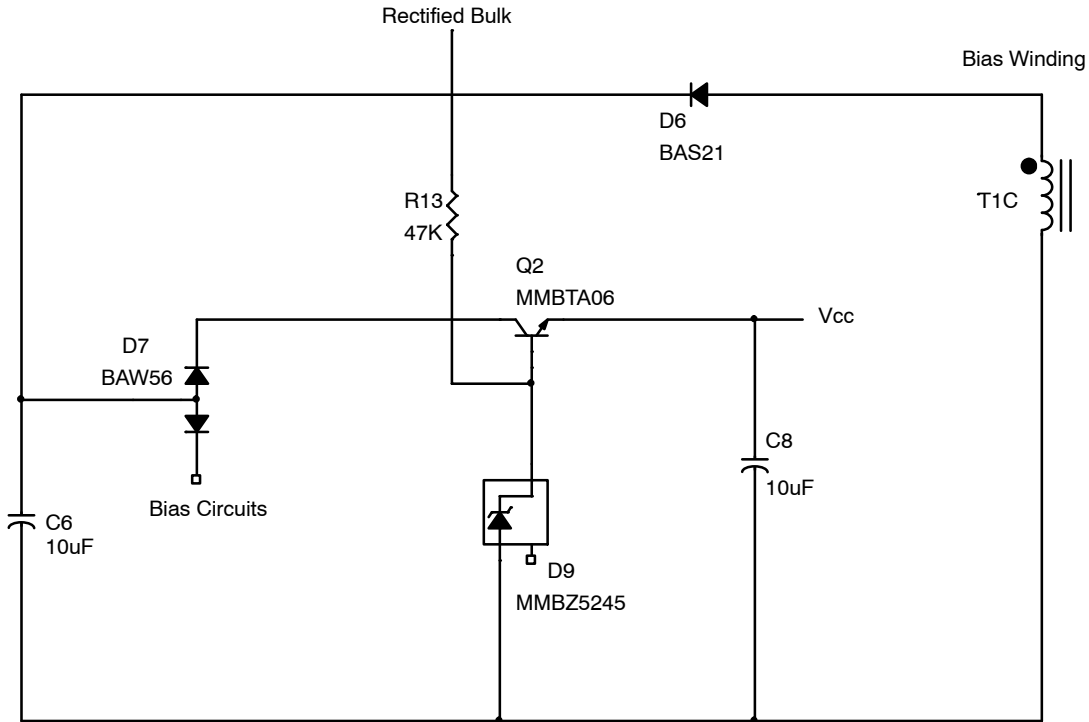 Rectified Bulk
Bias Winding
D6
BAS21
R13
47K
T1C
Q2
MMBTA06
Vcc
D7
BAW56
C8
10uF
Bias Circuits
C6
10uF
D9
MMBZ5245